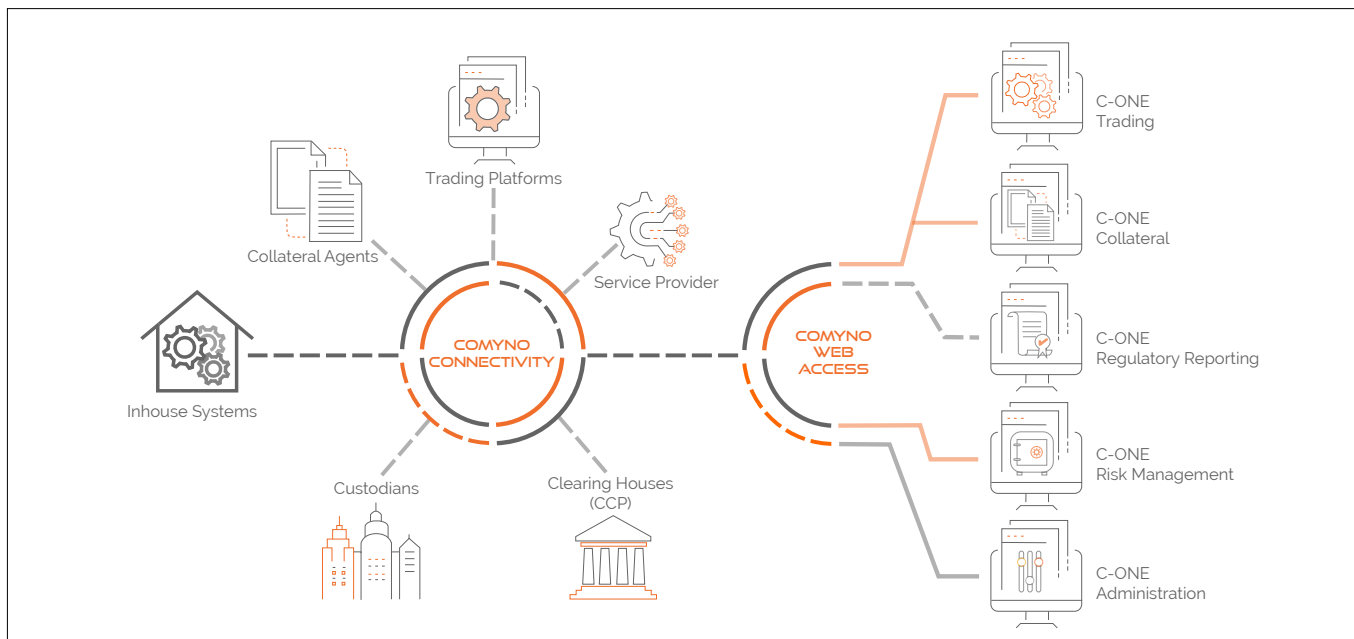 Trading Platforms
Collateral Agents
Service Provider
Inhouse Systems
COMYNO
CONNECTIVITY
Custodians
Clearing Houses
(CCP)
COMYNO
WEB
ACCESS
C-ONE
Trading
C-ONE
Collateral
C-ONE
Regulatory Reporting
C-ONE
Risk Management
C-ONE
Administration